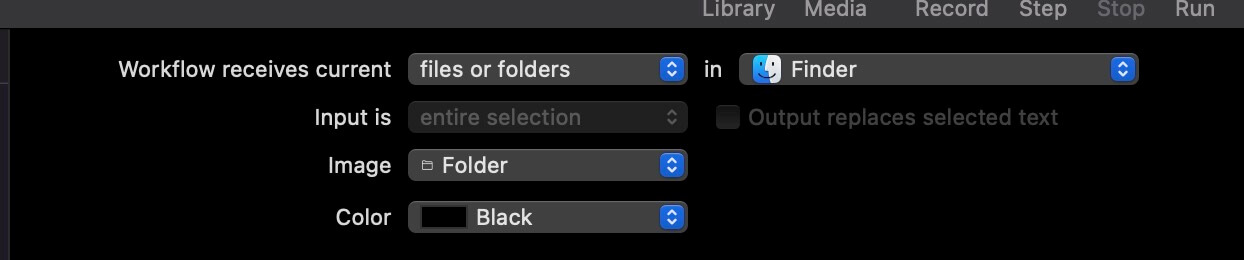 Library Media Record Step Stop Run
Workflow receives current files or folders in Finder
Input is entire selection Output replaces selected text
Image Folder
Color Black